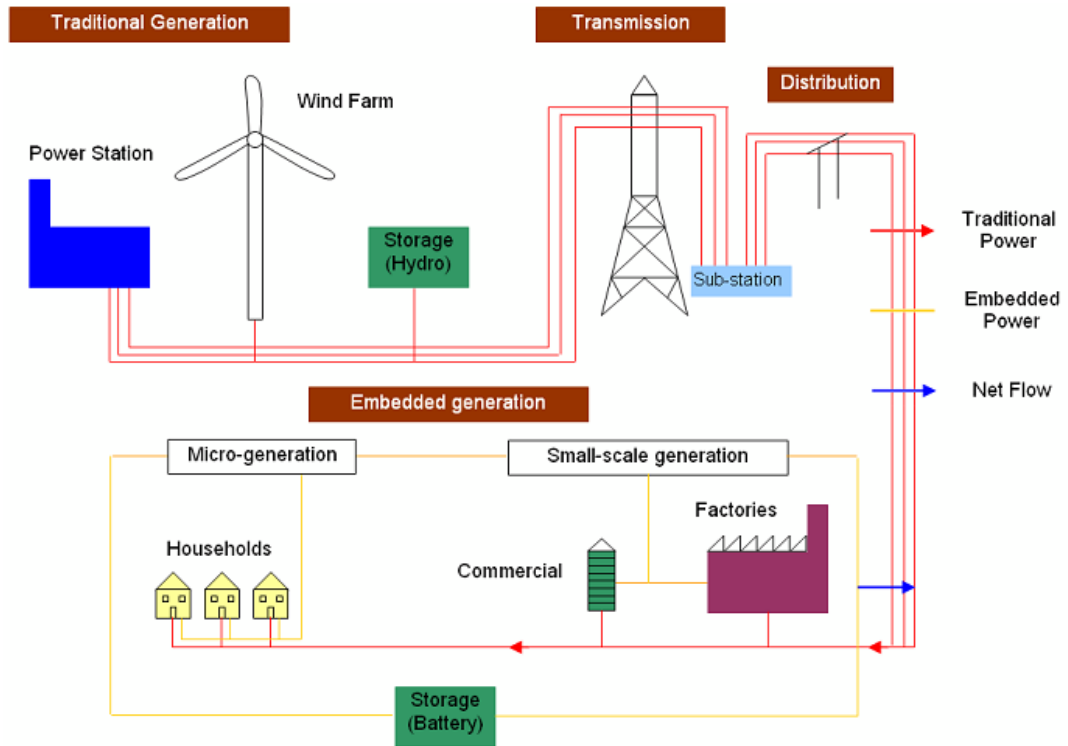 Traditional Generation
Transmission
Distribution
Wind Farm
Power Station
Storage
(Hydro)
Sub-station
Traditional
Power
Embedded
Power
Net Flow
Embedded generation
Micro-generation
Small-scale generation
Factories
Households
Commercial
Storage
(Battery)